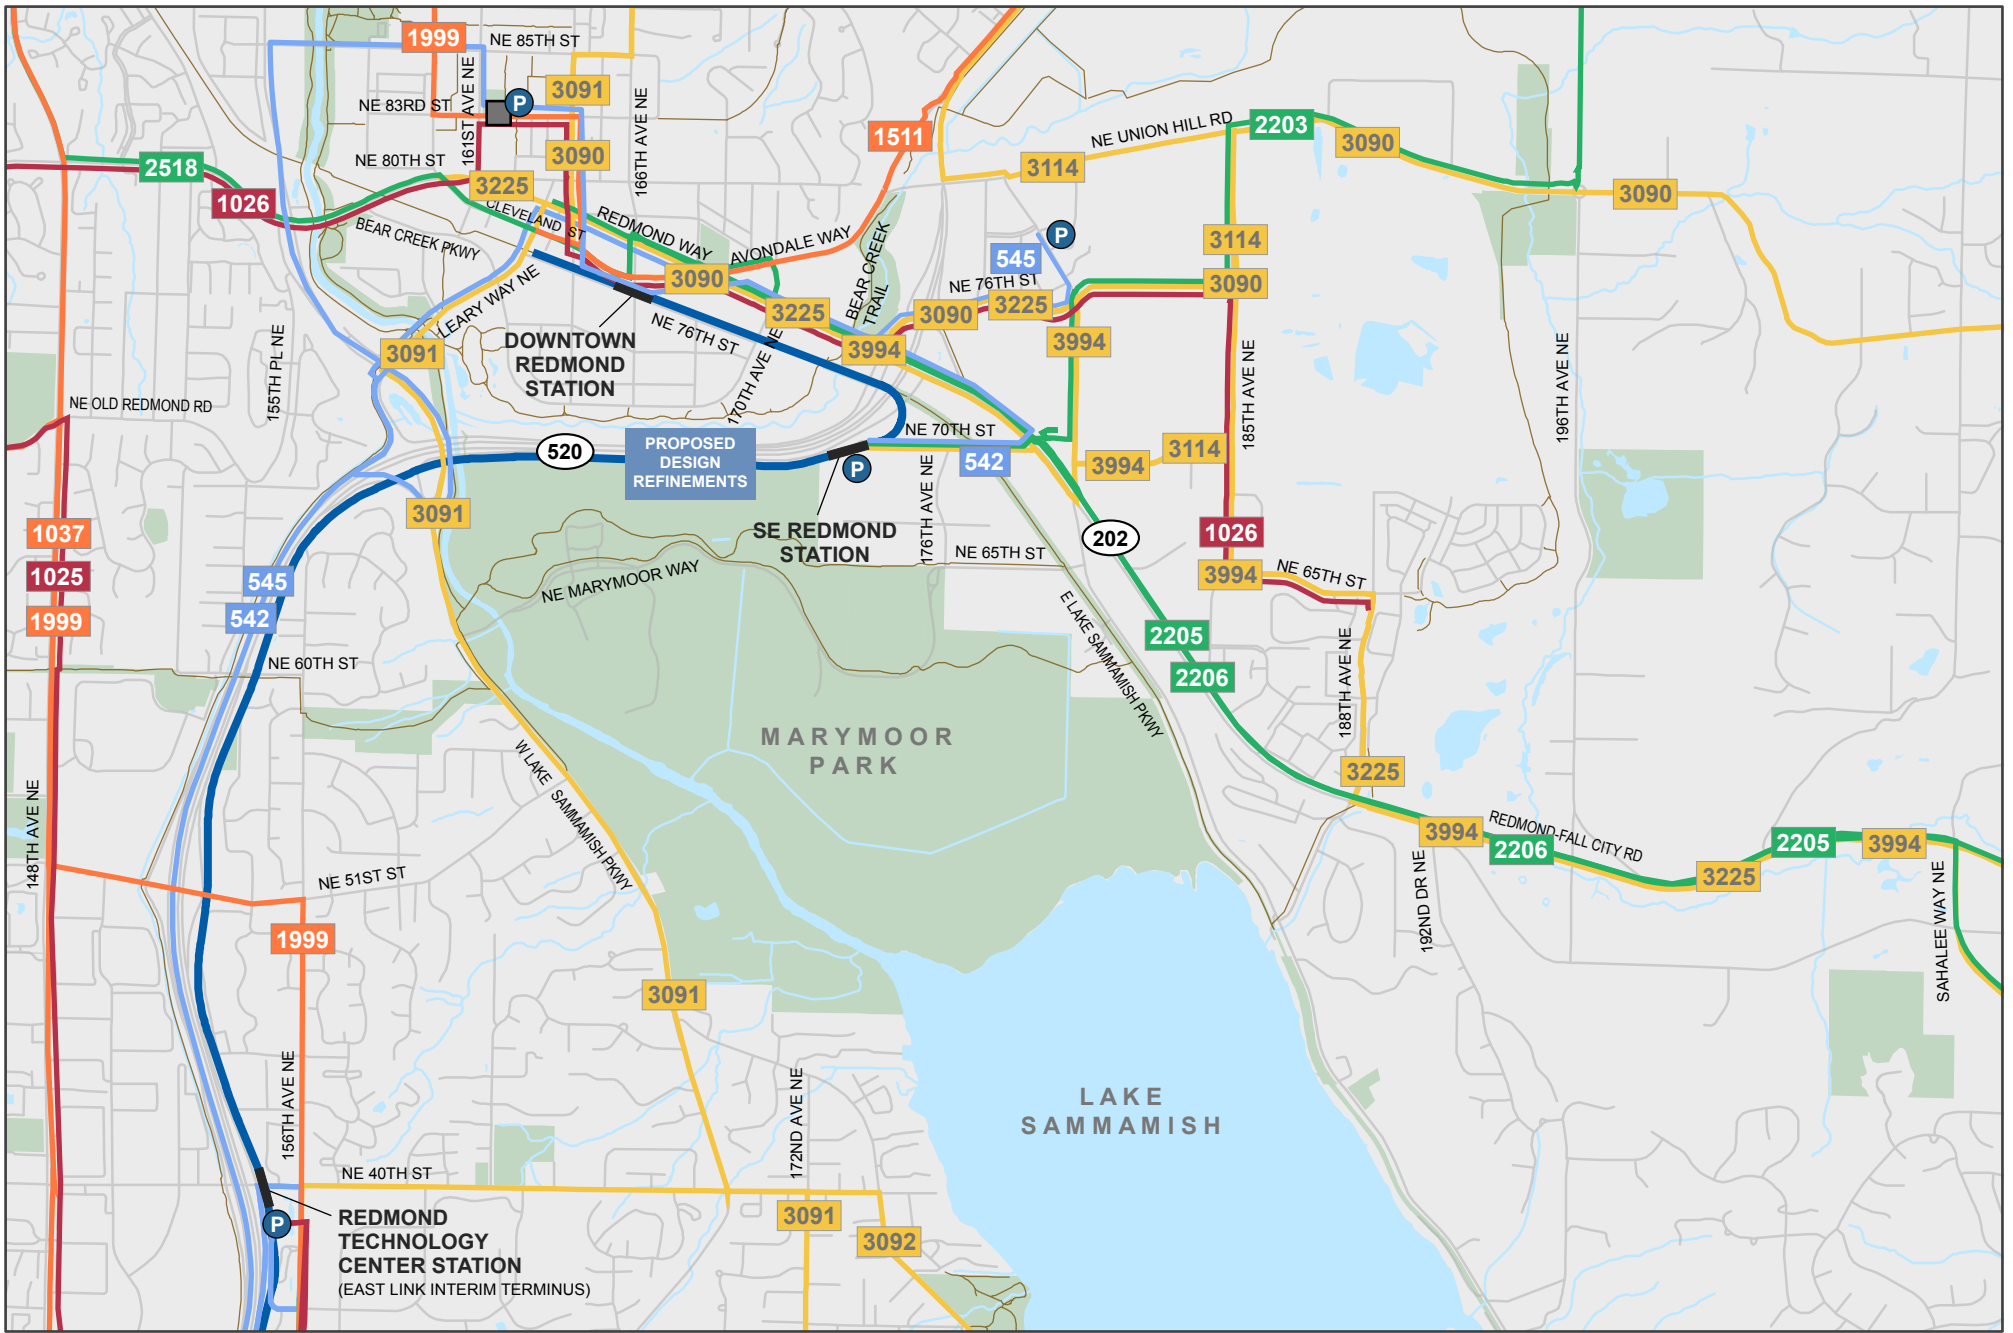 1999
NE 85TH ST
161ST AVE NE
P
3091
NE 83RD ST
166TH AVE NE
3090
NE 80TH ST
3225
2518
1026
CLEVELAND ST
REDMOND WAY
AVONDALE WAY
BEAR CREEK PKWY
1511
NE UNION HILL RD
2203
3090
3114
3090
P
545
3114
3090
NE 76TH ST
3225
3090
BEAR CREEK
TRAIL
3090
3225
3994
3994
LEARY WAY NE
3091
DOWNTOWN
REDMOND
STATION
NE 76TH ST
170TH AVE NE
155TH PL NE
NE OLD REDMOND RD
520
PROPOSED
DESIGN
REFINEMENTS
NE 70TH ST
542
P
176TH AVE NE
3994
3114
185TH AVE NE
196TH AVE NE
3091
SE REDMOND
STATION
202
1026
3994
NE 65TH ST
NE 65TH ST
1037
1025
1999
545
542
NE MARYMOOR WAY
E LAKE SAMMAMISH PKWY
2205
2206
188TH AVE NE
NE 60TH ST
MARYMOOR
PARK
W LAKE SAMMAMISH PKWY
3225
3994
2206
REDMOND-FALL CITY RD
2205
3994
3225
148TH AVE NE
NE 51ST ST
192ND DR NE
SAHALEE WAY NE
1999
3091
156TH AVE NE
172ND AVE NE
LAKE
SAMMAMISH
NE 40TH ST
P
REDMOND
TECHNOLOGY
CENTER STATION
(EAST LINK INTERIM TERMINUS)
3091
3092